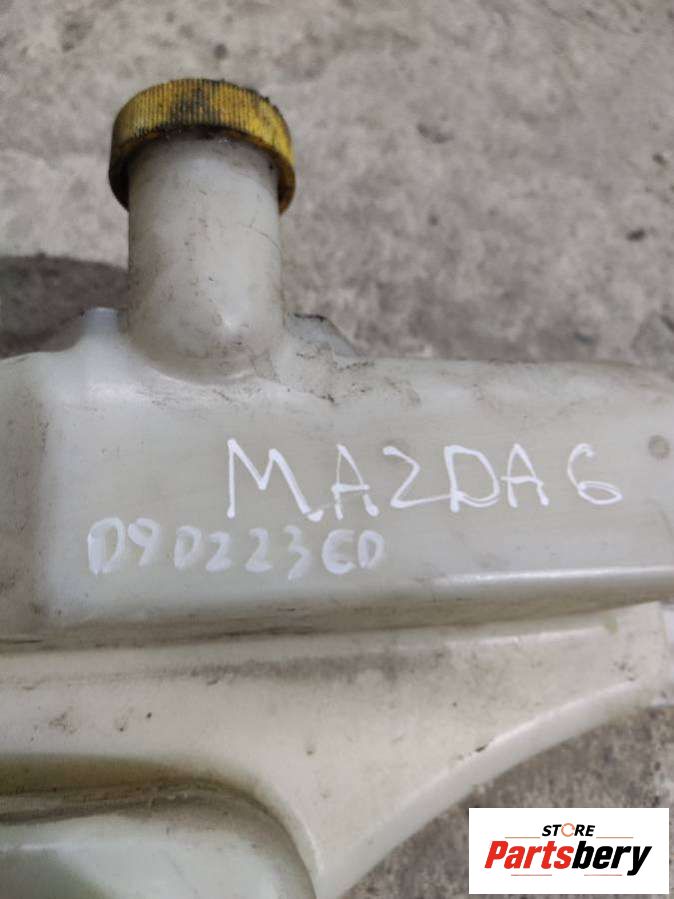 MAZDA 6
D9D223CD
STORE
Partsbery